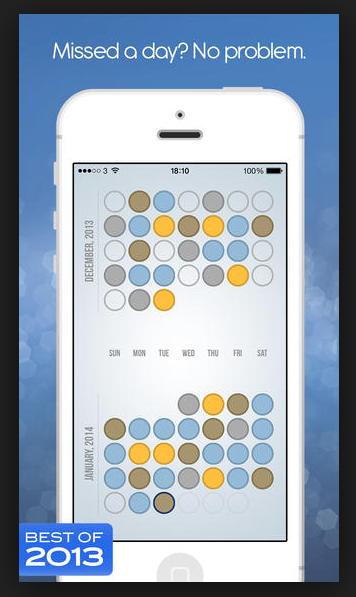 Missed a day? No problem.
3 18:10 100%
DECEMBER, 2013
SUN MON TUE WED THU FRI SAT
JANUARY, 2014
BEST OF
2013